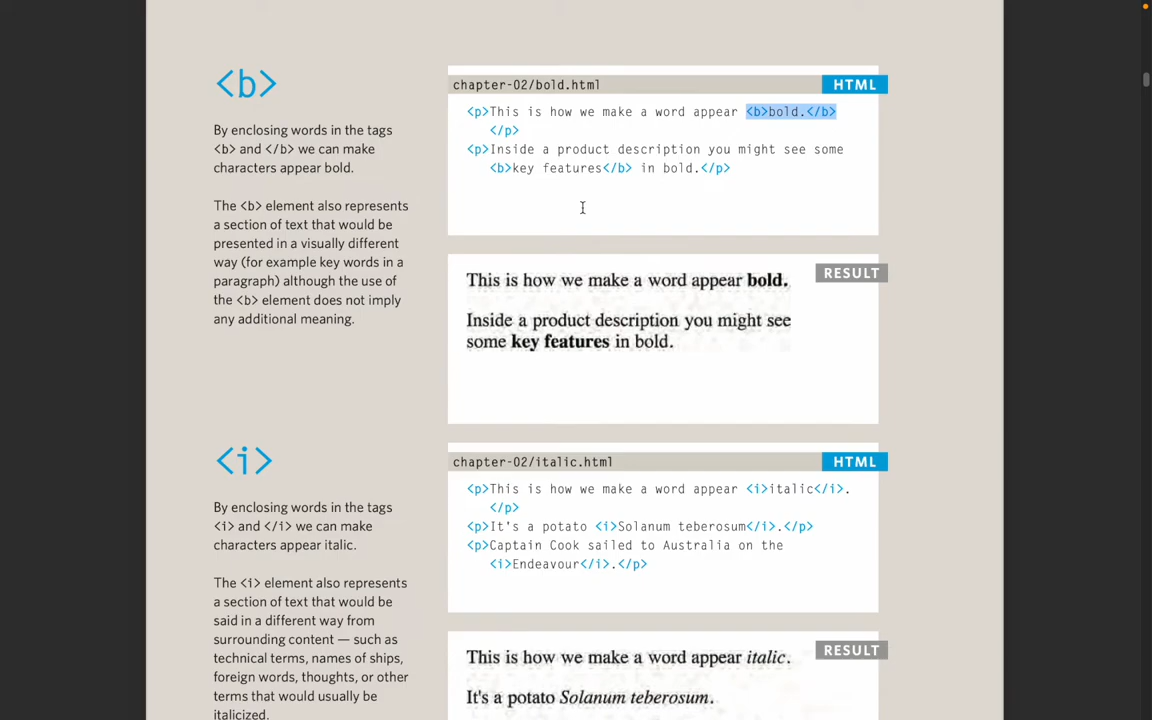 <b>
By enclosing words in the tags
<b> and </b> we can make
characters appear bold.
The <b> element also represents
a section of text that would be
presented in a visually different
way (for example key words in a
paragraph) although the use of
the <b> element does not imply
any additional meaning.
chapter-02/bold.html
HTML
<p>This is how we make a word appear <b>bold.</b>
</p>
<p>Inside a product description you might see some
<b>key features</b> in bold.</p>
RESULT
This is how we make a word appear bold.
Inside a product description you might see
some key features in bold.
<i>
By enclosing words in the tags
<i> and </i> we can make
characters appear italic.
The <i> element also represents
a section of text that would be
said in a different way from
surrounding content — such as
technical terms, names of ships,
foreign words, thoughts, or other
terms that would usually be
italicized.
chapter-02/italic.html
HTML
<p>This is how we make a word appear <i>italic</i>.
</p>
<p>It's a potato <i>Solanum teberosum</i>.</p>
<p>Captain Cook sailed to Australia on the
<i>Endeavour</i>.</p>
RESULT
This is how we make a word appear italic.
It's a potato Solanum teberosum.